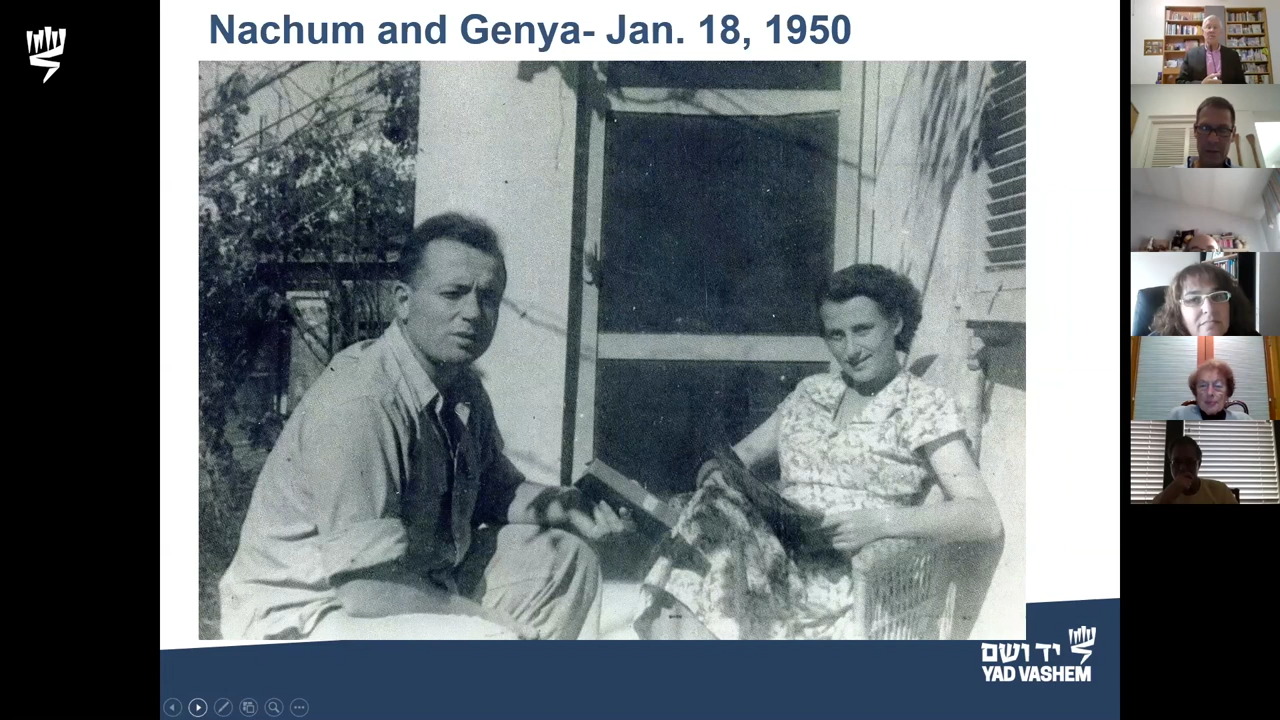 Nachum and Genya- Jan. 18, 1950
יד ושם
YAD VASHEM